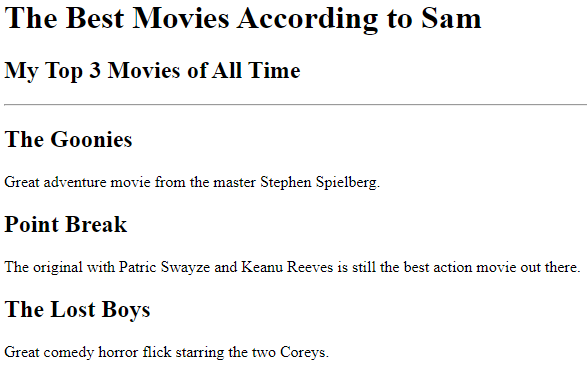 The Best Movies According to Sam
My Top 3 Movies of All Time
The Goonies
Great adventure movie from the master Stephen Spielberg.
Point Break
The original with Patric Swayze and Keanu Reeves is still the best action movie out there.
The Lost Boys
Great comedy horror flick starring the two Coreys.